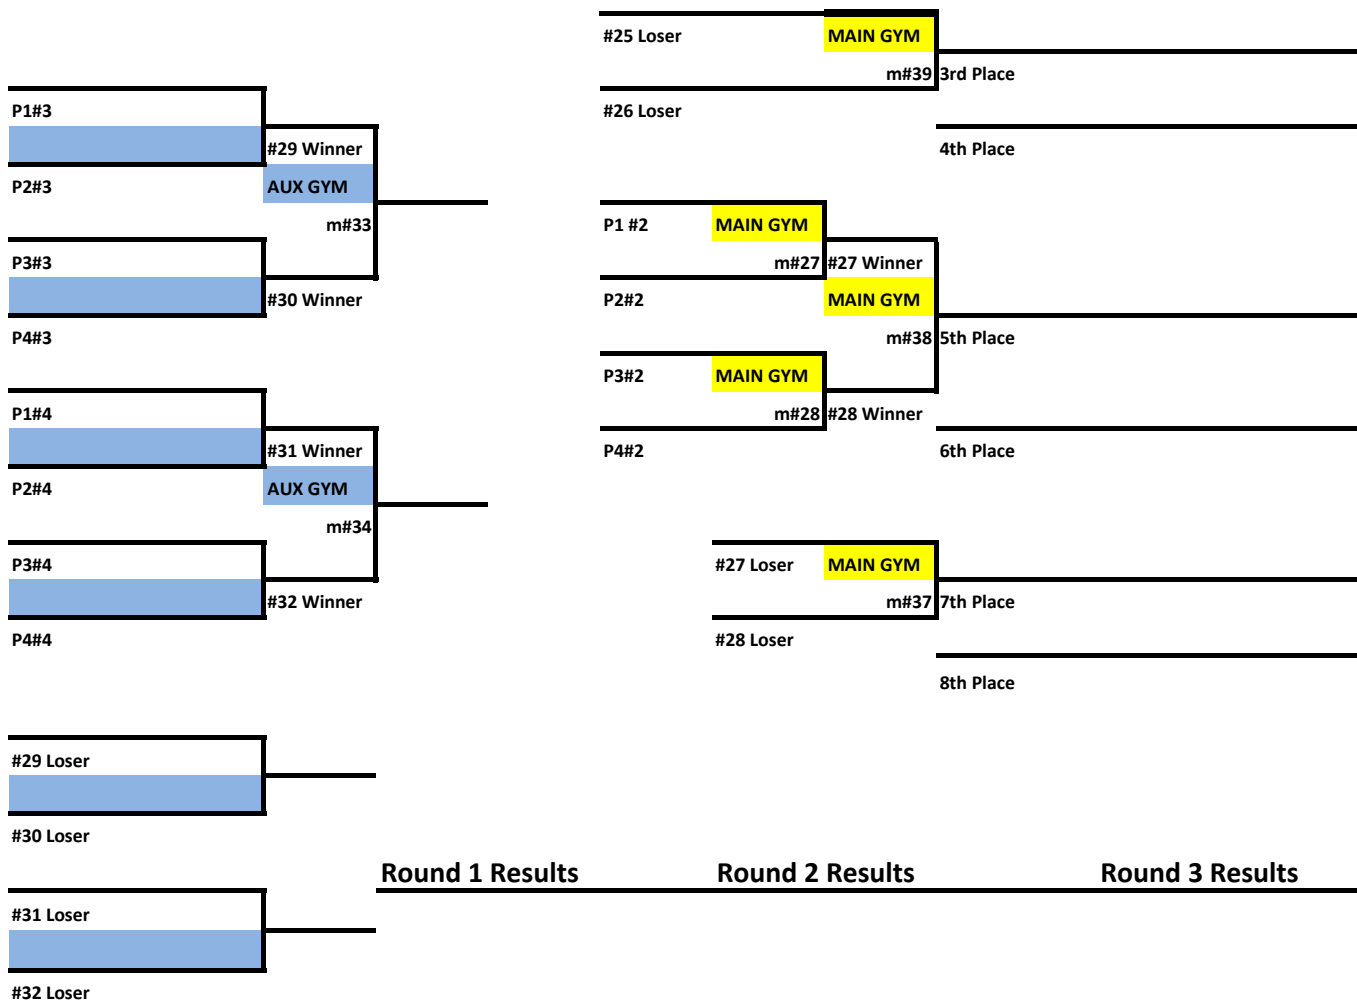 #25 Loser MAIN GYM
m#39 3rd Place
P1#3 #26 Loser
#29 Winner 4th Place
P2#3 AUX GYM
m#33 P1 #2 MAIN GYM
P3#3 m#27 #27 Winner
#30 Winner P2#2 MAIN GYM
P4#3 m#38 5th Place
P3#2 MAIN GYM
P1#4 m#28 #28 Winner
#31 Winner P4#2 6th Place
P2#4 AUX GYM
m#34
P3#4 #27 Loser MAIN GYM
#32 Winner m#37 7th Place
P4#4 #28 Loser
8th Place
#29 Loser
#30 Loser
Round 1 Results Round 2 Results Round 3 Results
#31 Loser
#32 Loser